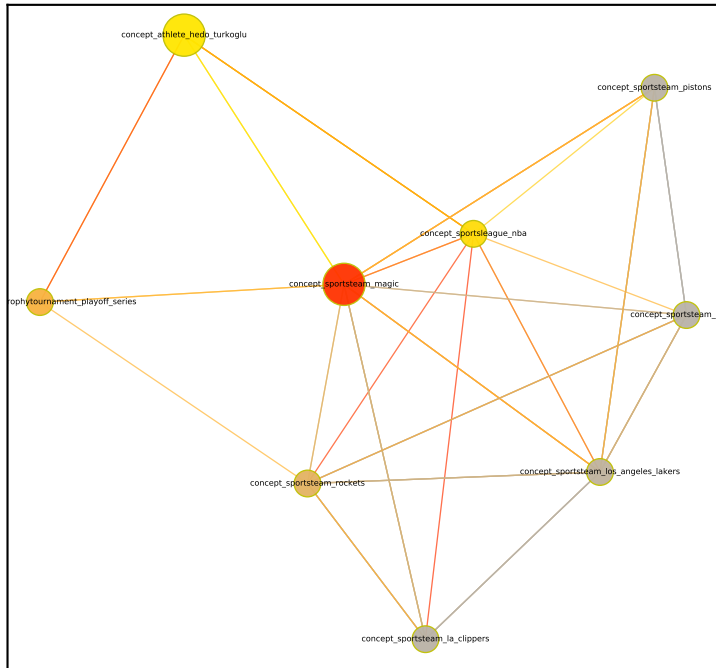 concept_athlete_hedo_turkoglu
concept_sportsteam_pistons
concept_sportsleague_nba
concept_sportsteam_magic
rophytournament_playoff_series
concept_sportsteam_
concept_sportsteam_los_angeles_lakers
concept_sportsteam_rockets
concept_sportsteam_la_clippers